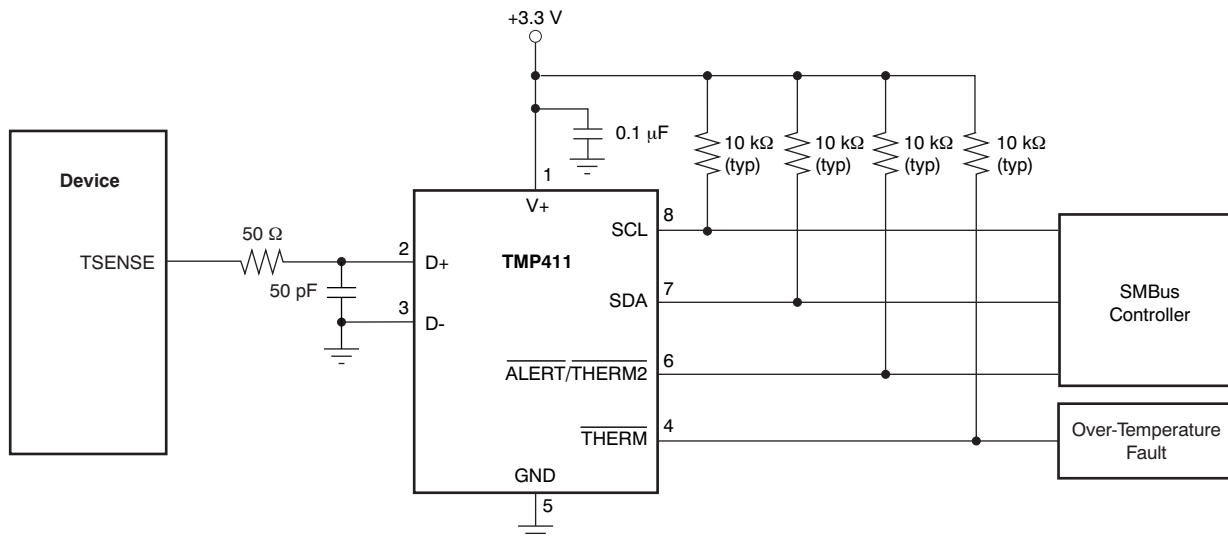 +3.3 V
0.1 μF
10 kΩ
(typ)
10 kΩ
(typ)
10 kΩ
(typ)
10 kΩ
(typ)
Device
TSENSE
50 Ω
50 pF
1
V+
2
D+
3
D-
TMP411
SCL
8
SDA
7
ALERT/THERM2
6
THERM
4
GND
5
SMBus
Controller
Over-Temperature
Fault